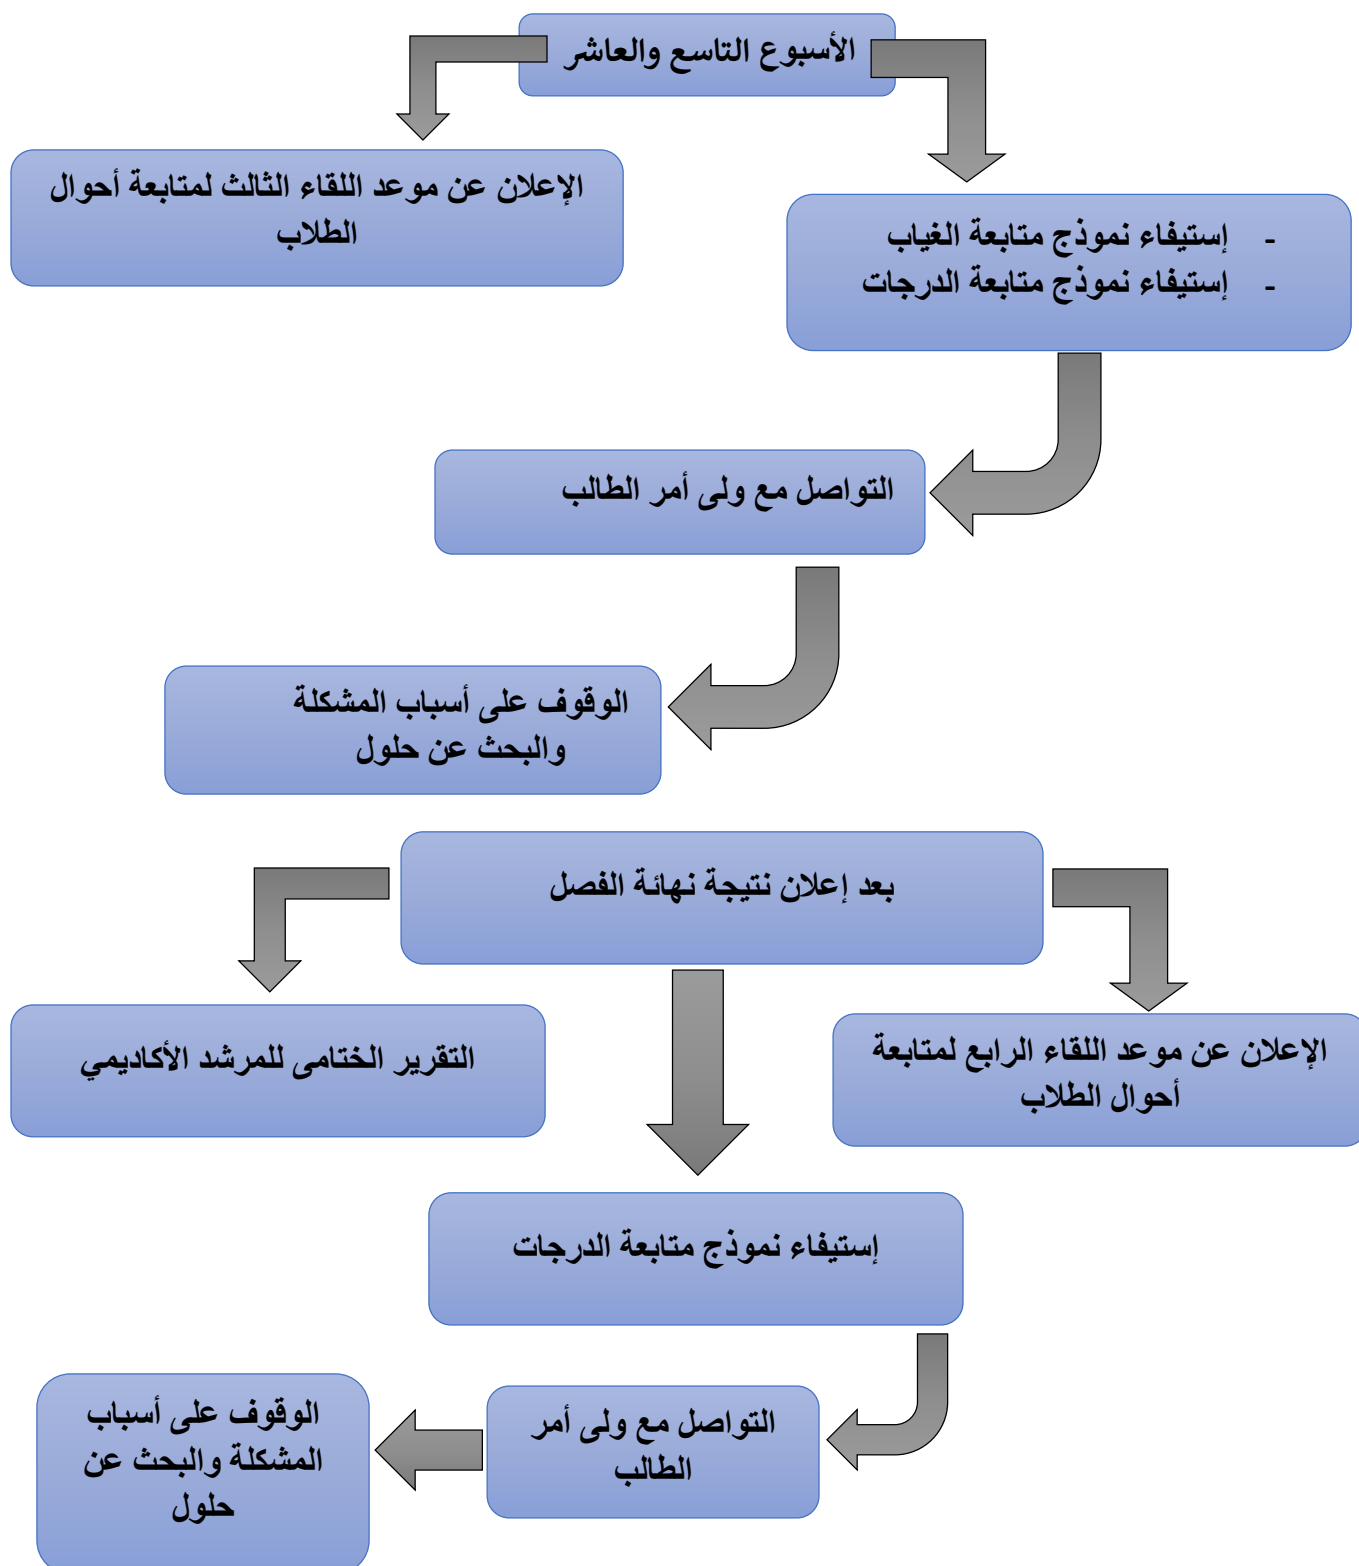 الأسبوع التاسع والعاشر
الإعلان عن موعد اللقاء الثالث لمتابعة أحوال
الطلاب
- إستيفاء نموذج متابعة الغياب
- إستيفاء نموذج متابعة الدرجات
التواصل مع ولى أمر الطالب
الوقوف على أسباب المشكلة
والبحث عن حلول
بعد إعلان نتيجة نهائة الفصل
الإعلان عن موعد اللقاء الرابع لمتابعة
أحوال الطلاب
التقرير الختامى للمرشد الأكاديمي
إستيفاء نموذج متابعة الدرجات
التواصل مع ولى أمر
الطالب
الوقوف على أسباب
المشكلة والبحث عن
حلول